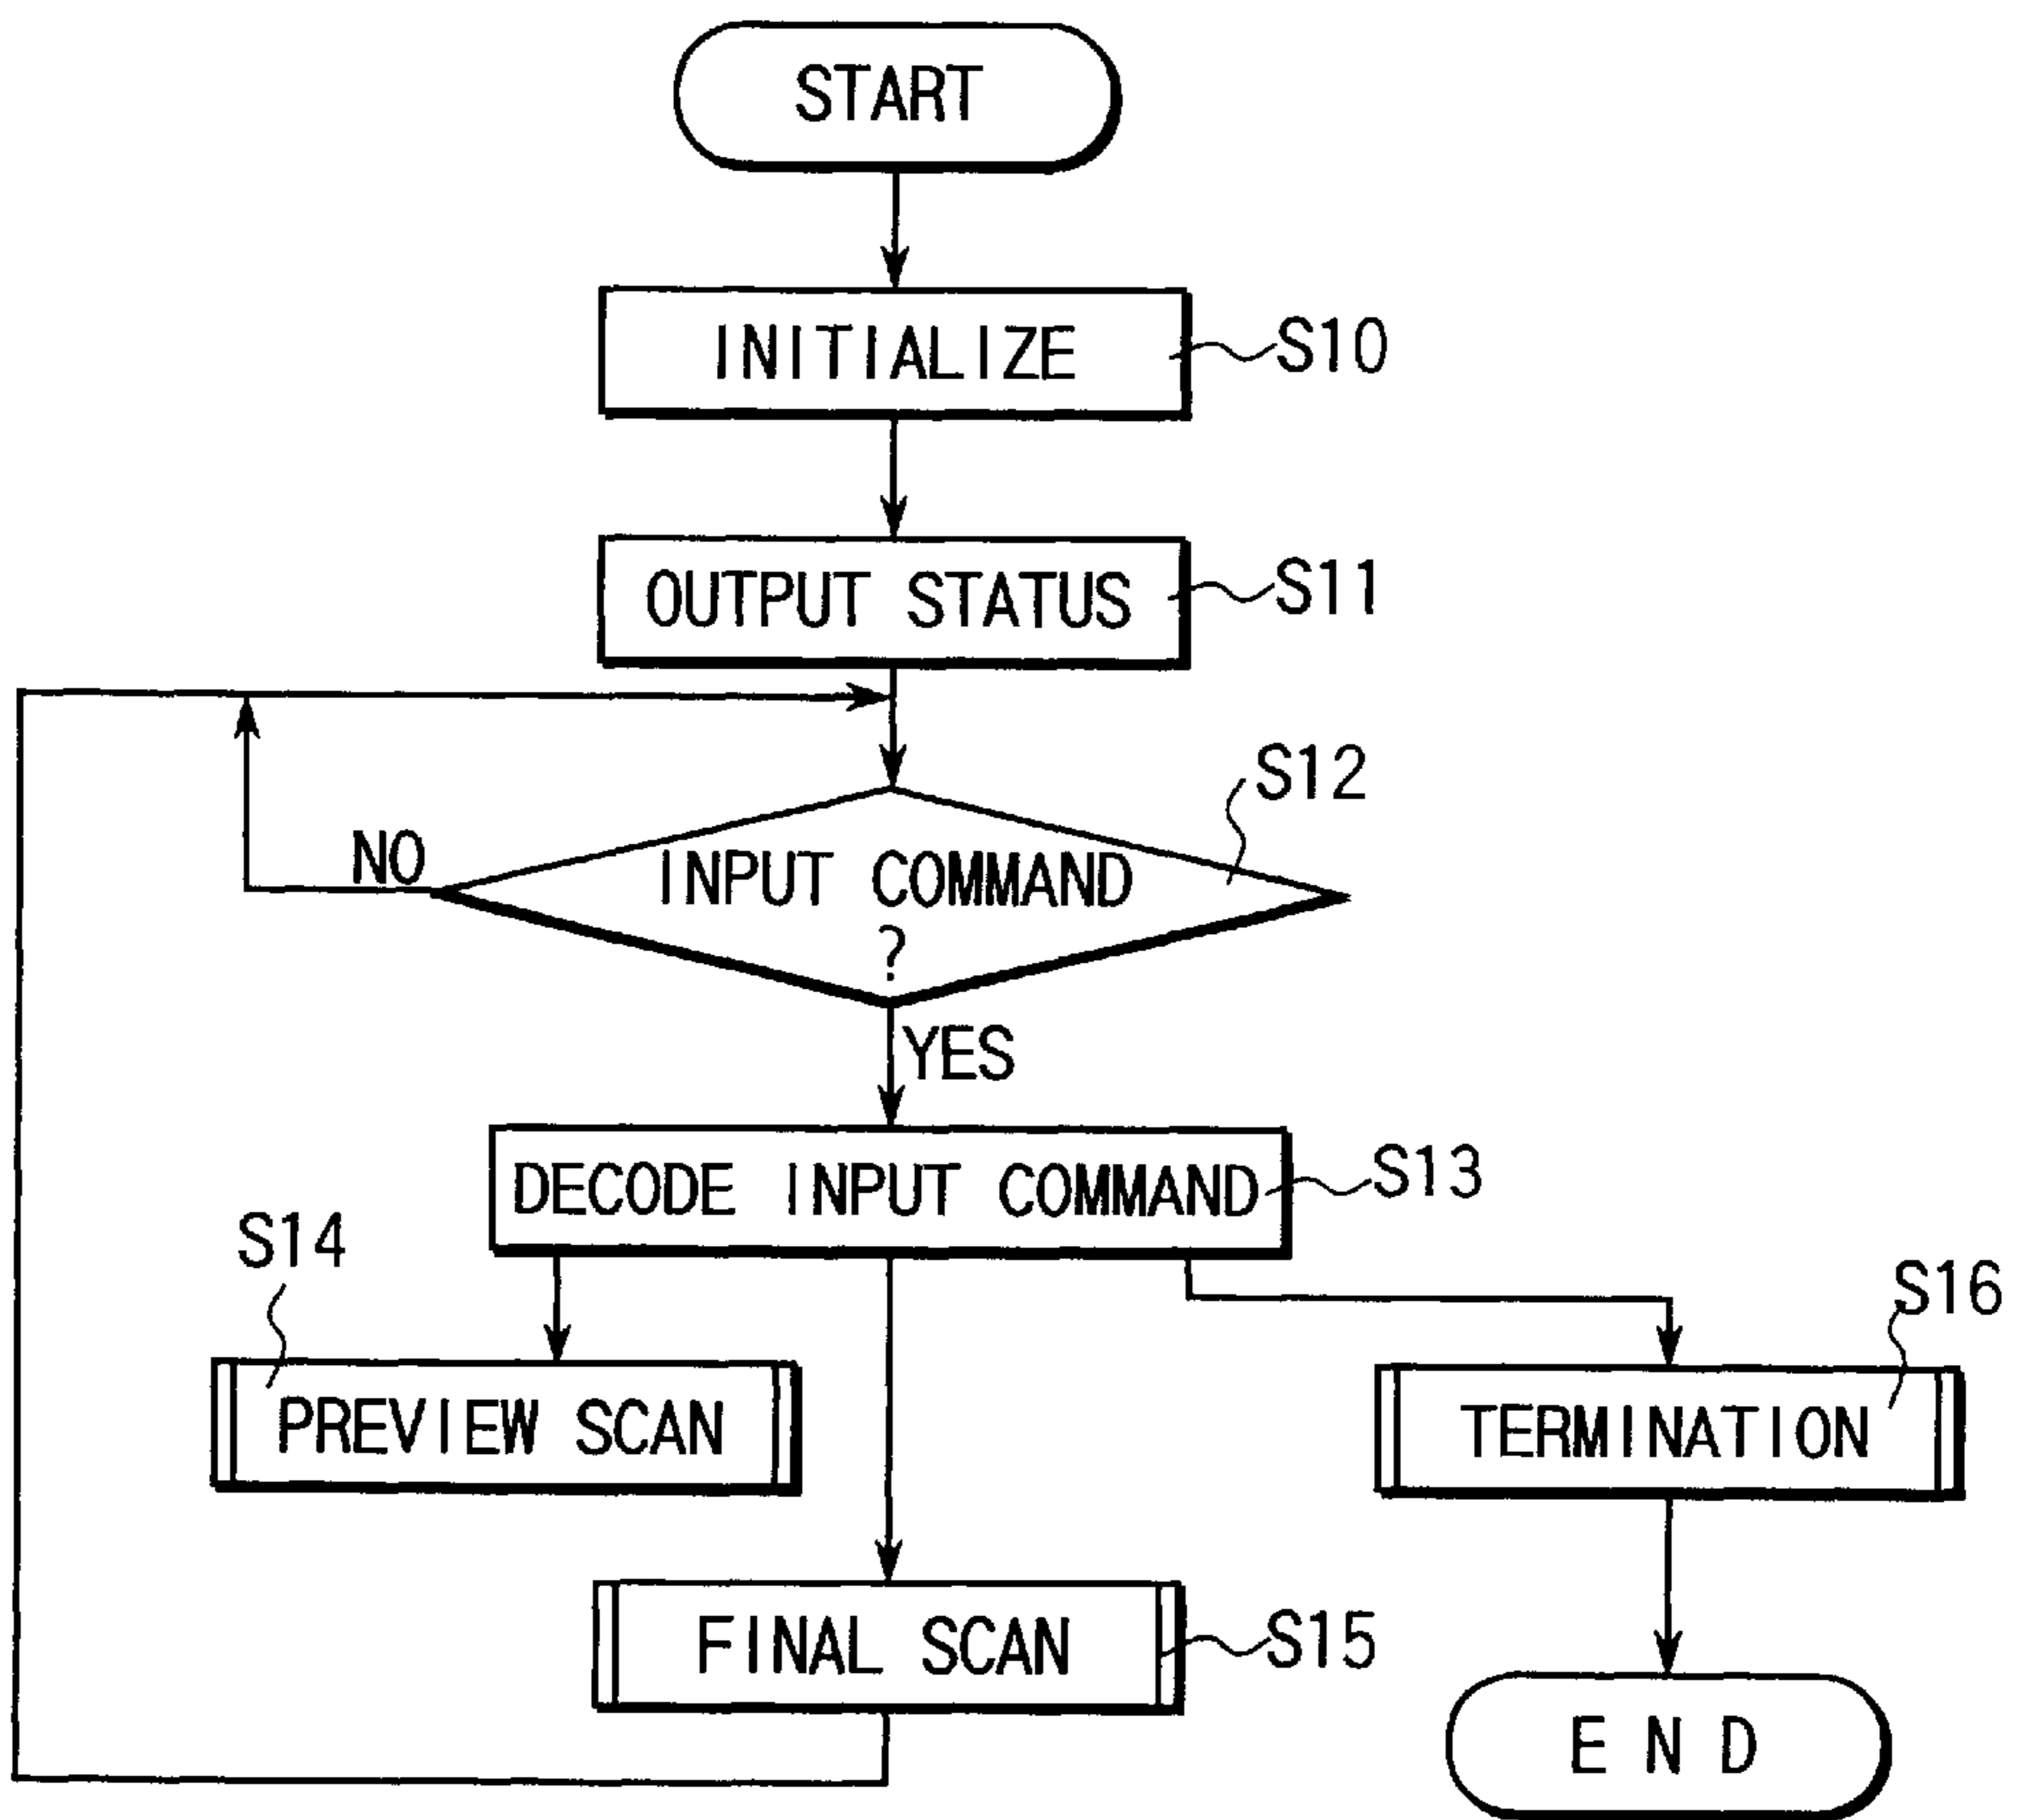 START
INITIALIZE
S10
OUTPUT STATUS
S11
S12
NO
INPUT COMMAND
?
YES
DECODE INPUT COMMAND
S13
S14
S16
PREVIEW SCAN
TERMINATION
FINAL SCAN
S15
END